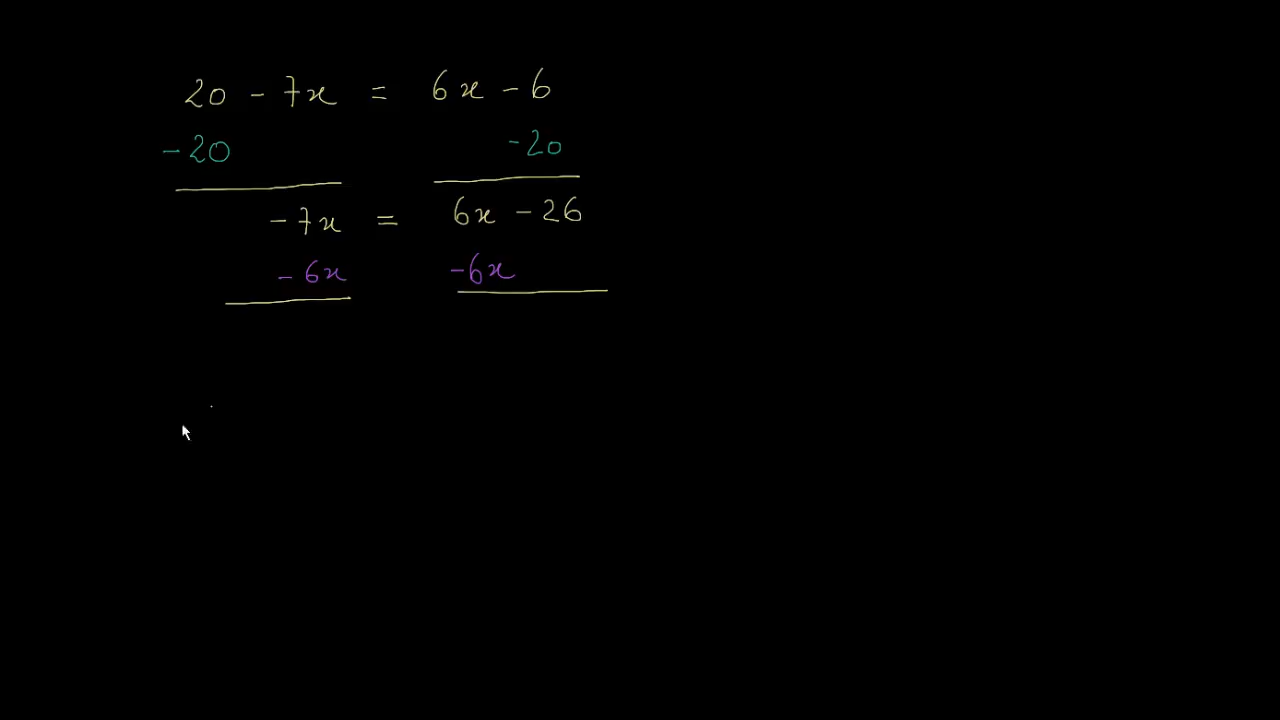 20 - 7x = 6x - 6
-20 -20
-7x = 6x - 26
-6x -6x